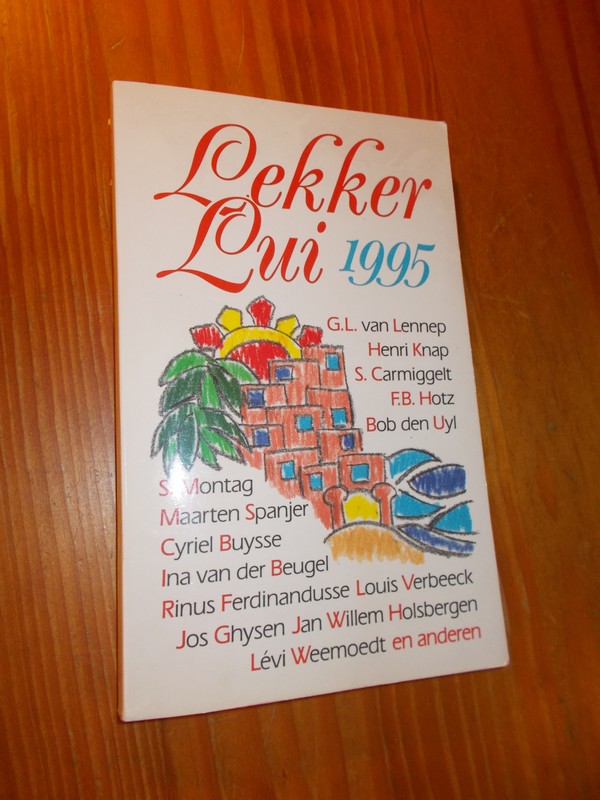 Lekker
Lui 1995
G.L. van Lennep
Henri Knap
S. Carmiggelt
F.B. Hotz
Bob den Uyl
S. Montag
Maarten Spanjer
Cyriel Buysse
Ina van der Beugel
Rinus Ferdinandusse Louis Verbeeck
Jos Ghysen Jan Willem Holsbergen
Lévi Weemoedt en anderen